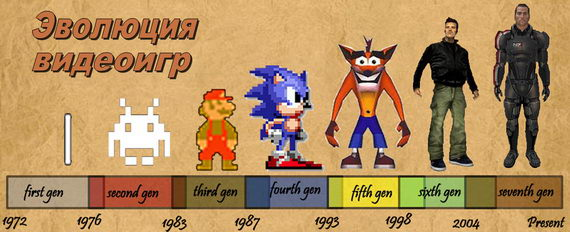 Эволюция
видеоигр
first gen second gen third gen fourth gen fifth gen sixth gen seventh gen
1972 1976 1983 1987 1993 1998 2004 Present